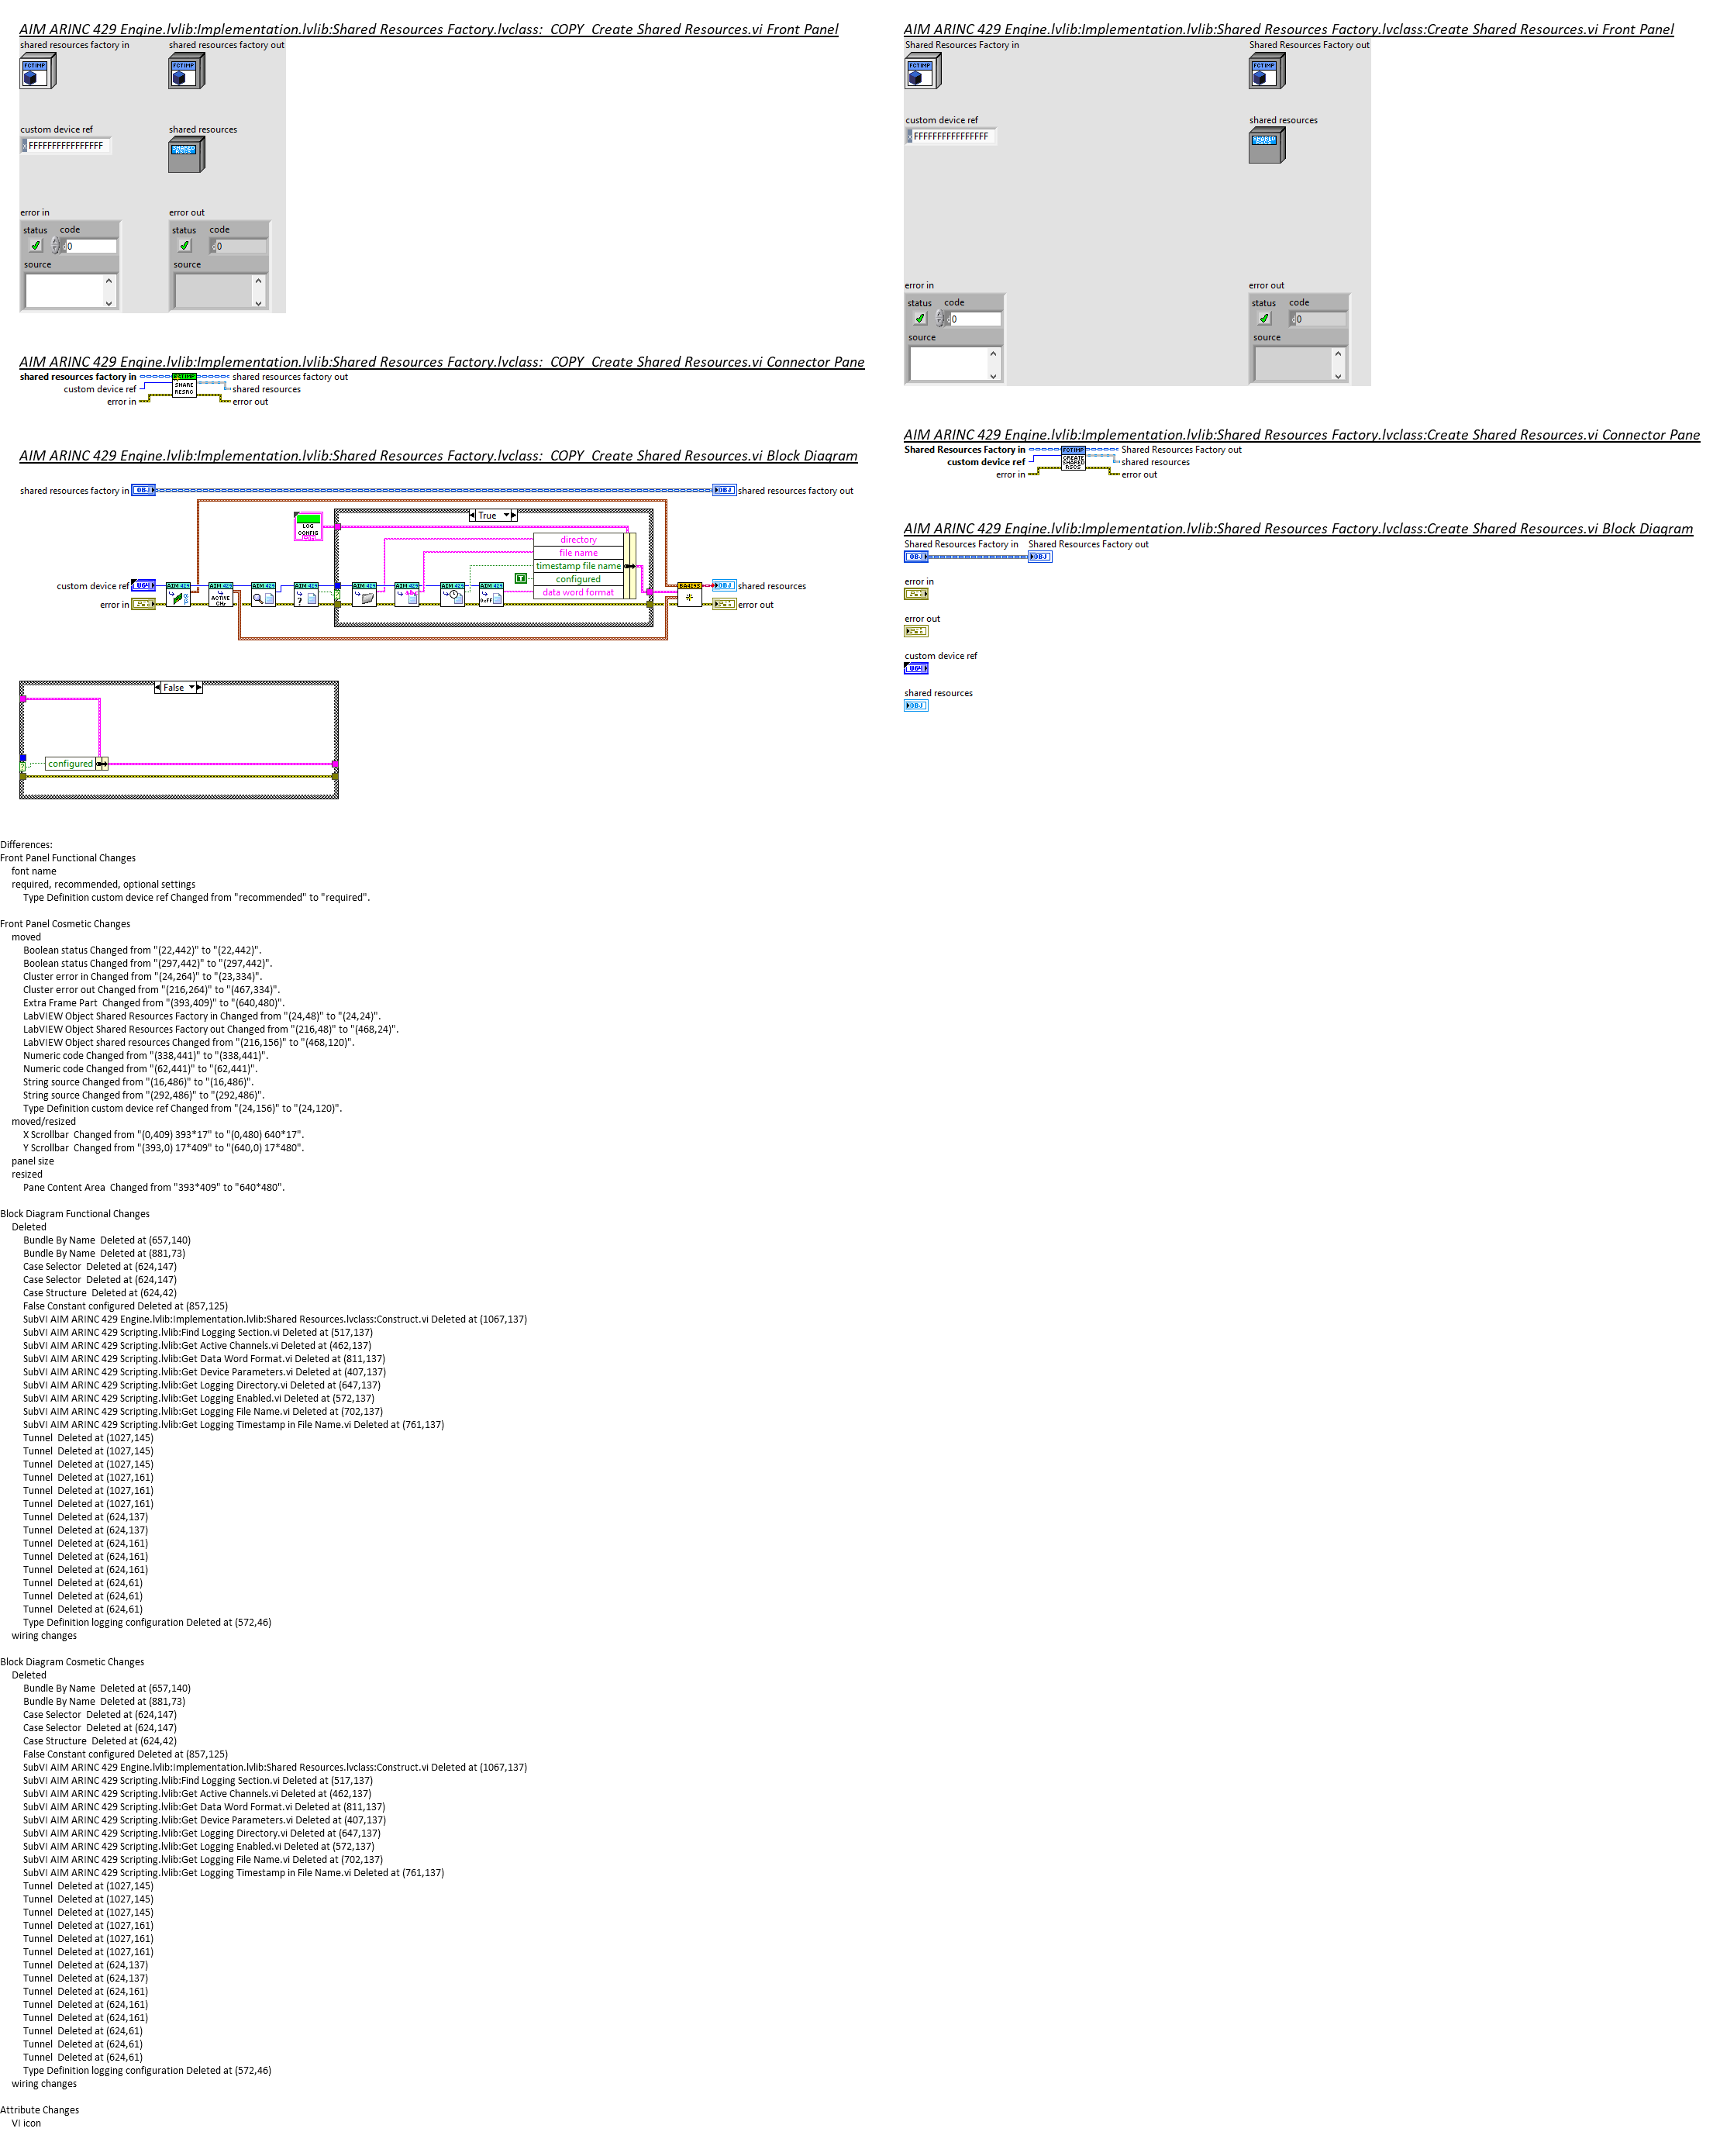 AIM ARINC 429 Engine.lvlib:Implementation.lvlib:Shared Resources Factory.lvclass:_COPY_Create Shared Resources.vi Front Panel
shared resources factory in
shared resources factory out
FCT IMP
FCT IMP
custom device ref
shared resources
FFFFFFFFFFFFFFFF
SHARED
RSCS
error in
error out
status code
status code
0
0
source
source
AIM ARINC 429 Engine.lvlib:Implementation.lvlib:Shared Resources Factory.lvclass:_COPY_Create Shared Resources.vi Connector Pane
shared resources factory in
shared resources factory out
custom device ref
shared resources
error in
error out
SHARE
RESRC
AIM ARINC 429 Engine.lvlib:Implementation.lvlib:Shared Resources Factory.lvclass:_COPY_Create Shared Resources.vi Block Diagram
shared resources factory in
OBJ
OBJ
shared resources factory out
True
LOG
CONFIG
directory
file name
timestamp file name
configured
data word format
T
custom device ref
U64
AIM 429
AIM 429
ACTIVE
CHs
AIM 429
AIM 429
?
AIM 429
AIM 429
AIM 429
AIM 429
0xFF
OBJ
shared resources
error in
error out
False
configured
AIM ARINC 429 Engine.lvlib:Implementation.lvlib:Shared Resources Factory.lvclass:Create Shared Resources.vi Front Panel
Shared Resources Factory in
Shared Resources Factory out
FCT IMP
FCT IMP
custom device ref
shared resources
FFFFFFFFFFFFFFFF
SHARED
RSCS
error in
error out
status code
status code
0
0
source
source
AIM ARINC 429 Engine.lvlib:Implementation.lvlib:Shared Resources Factory.lvclass:Create Shared Resources.vi Connector Pane
Shared Resources Factory in
Shared Resources Factory out
custom device ref
shared resources
error in
error out
FCTIMP
CREATE
SHARED
RSCS
AIM ARINC 429 Engine.lvlib:Implementation.lvlib:Shared Resources Factory.lvclass:Create Shared Resources.vi Block Diagram
Shared Resources Factory in Shared Resources Factory out
OBJ
OBJ
error in
error out
custom device ref
U64
shared resources
OBJ
Differences:
Front Panel Functional Changes
font name
required, recommended, optional settings
Type Definition custom device ref Changed from "recommended" to "required".
Front Panel Cosmetic Changes
moved
Boolean status Changed from "(22,442)" to "(22,442)".
Boolean status Changed from "(297,442)" to "(297,442)".
Cluster error in Changed from "(24,264)" to "(23,334)".
Cluster error out Changed from "(216,264)" to "(467,334)".
Extra Frame Part  Changed from "(393,409)" to "(640,480)".
LabVIEW Object Shared Resources Factory in Changed from "(24,48)" to "(24,24)".
LabVIEW Object Shared Resources Factory out Changed from "(216,48)" to "(468,24)".
LabVIEW Object shared resources Changed from "(216,156)" to "(468,120)".
Numeric code Changed from "(338,441)" to "(338,441)".
Numeric code Changed from "(62,441)" to "(62,441)".
String source Changed from "(16,486)" to "(16,486)".
String source Changed from "(292,486)" to "(292,486)".
Type Definition custom device ref Changed from "(24,156)" to "(24,120)".
moved/resized
X Scrollbar  Changed from "(0,409) 393*17" to "(0,480) 640*17".
Y Scrollbar  Changed from "(393,0) 17*409" to "(640,0) 17*480".
panel size
resized
Pane Content Area  Changed from "393*409" to "640*480".
Block Diagram Functional Changes
Deleted
Bundle By Name  Deleted at (657,140)
Bundle By Name  Deleted at (881,73)
Case Selector  Deleted at (624,147)
Case Selector  Deleted at (624,147)
Case Structure  Deleted at (624,42)
False Constant configured Deleted at (857,125)
SubVI AIM ARINC 429 Engine.lvlib:Implementation.lvlib:Shared Resources.lvclass:Construct.vi Deleted at (1067,137)
SubVI AIM ARINC 429 Scripting.lvlib:Find Logging Section.vi Deleted at (517,137)
SubVI AIM ARINC 429 Scripting.lvlib:Get Active Channels.vi Deleted at (462,137)
SubVI AIM ARINC 429 Scripting.lvlib:Get Data Word Format.vi Deleted at (811,137)
SubVI AIM ARINC 429 Scripting.lvlib:Get Device Parameters.vi Deleted at (407,137)
SubVI AIM ARINC 429 Scripting.lvlib:Get Logging Directory.vi Deleted at (647,137)
SubVI AIM ARINC 429 Scripting.lvlib:Get Logging Enabled.vi Deleted at (572,137)
SubVI AIM ARINC 429 Scripting.lvlib:Get Logging File Name.vi Deleted at (702,137)
SubVI AIM ARINC 429 Scripting.lvlib:Get Logging Timestamp in File Name.vi Deleted at (761,137)
Tunnel  Deleted at (1027,145)
Tunnel  Deleted at (1027,145)
Tunnel  Deleted at (1027,145)
Tunnel  Deleted at (1027,161)
Tunnel  Deleted at (1027,161)
Tunnel  Deleted at (1027,161)
Tunnel  Deleted at (624,137)
Tunnel  Deleted at (624,137)
Tunnel  Deleted at (624,161)
Tunnel  Deleted at (624,161)
Tunnel  Deleted at (624,161)
Tunnel  Deleted at (624,61)
Tunnel  Deleted at (624,61)
Tunnel  Deleted at (624,61)
Type Definition logging configuration Deleted at (572,46)
wiring changes
Block Diagram Cosmetic Changes
Deleted
Bundle By Name  Deleted at (657,140)
Bundle By Name  Deleted at (881,73)
Case Selector  Deleted at (624,147)
Case Selector  Deleted at (624,147)
Case Structure  Deleted at (624,42)
False Constant configured Deleted at (857,125)
SubVI AIM ARINC 429 Engine.lvlib:Implementation.lvlib:Shared Resources.lvclass:Construct.vi Deleted at (1067,137)
SubVI AIM ARINC 429 Scripting.lvlib:Find Logging Section.vi Deleted at (517,137)
SubVI AIM ARINC 429 Scripting.lvlib:Get Active Channels.vi Deleted at (462,137)
SubVI AIM ARINC 429 Scripting.lvlib:Get Data Word Format.vi Deleted at (811,137)
SubVI AIM ARINC 429 Scripting.lvlib:Get Device Parameters.vi Deleted at (407,137)
SubVI AIM ARINC 429 Scripting.lvlib:Get Logging Directory.vi Deleted at (647,137)
SubVI AIM ARINC 429 Scripting.lvlib:Get Logging Enabled.vi Deleted at (572,137)
SubVI AIM ARINC 429 Scripting.lvlib:Get Logging File Name.vi Deleted at (702,137)
SubVI AIM ARINC 429 Scripting.lvlib:Get Logging Timestamp in File Name.vi Deleted at (761,137)
Tunnel  Deleted at (1027,145)
Tunnel  Deleted at (1027,145)
Tunnel  Deleted at (1027,145)
Tunnel  Deleted at (1027,161)
Tunnel  Deleted at (1027,161)
Tunnel  Deleted at (1027,161)
Tunnel  Deleted at (624,137)
Tunnel  Deleted at (624,137)
Tunnel  Deleted at (624,161)
Tunnel  Deleted at (624,161)
Tunnel  Deleted at (624,161)
Tunnel  Deleted at (624,61)
Tunnel  Deleted at (624,61)
Tunnel  Deleted at (624,61)
Type Definition logging configuration Deleted at (572,46)
wiring changes
Attribute Changes
VI icon